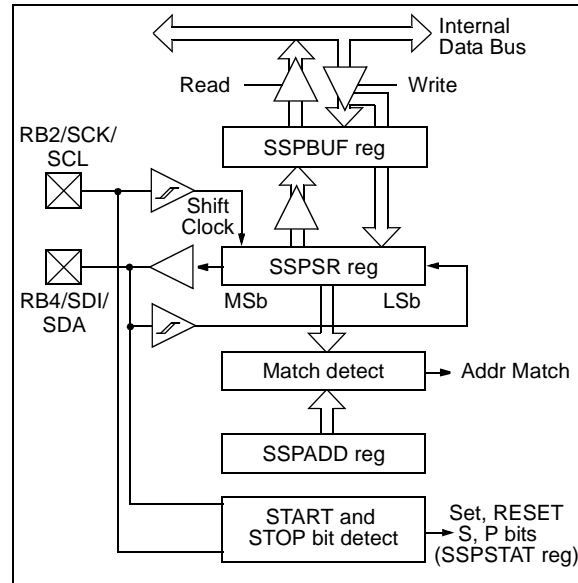 Internal
Data Bus
Read
Write
RB2/SCK/
SCL
SSPBUF reg
Shift
Clock
SSPSR reg
MSb
LSb
RB4/SDI/
SDA
Match detect
Addr Match
SSPADD reg
START and
STOP bit detect
Set, RESET
S, P bits
(SSPSTAT reg)